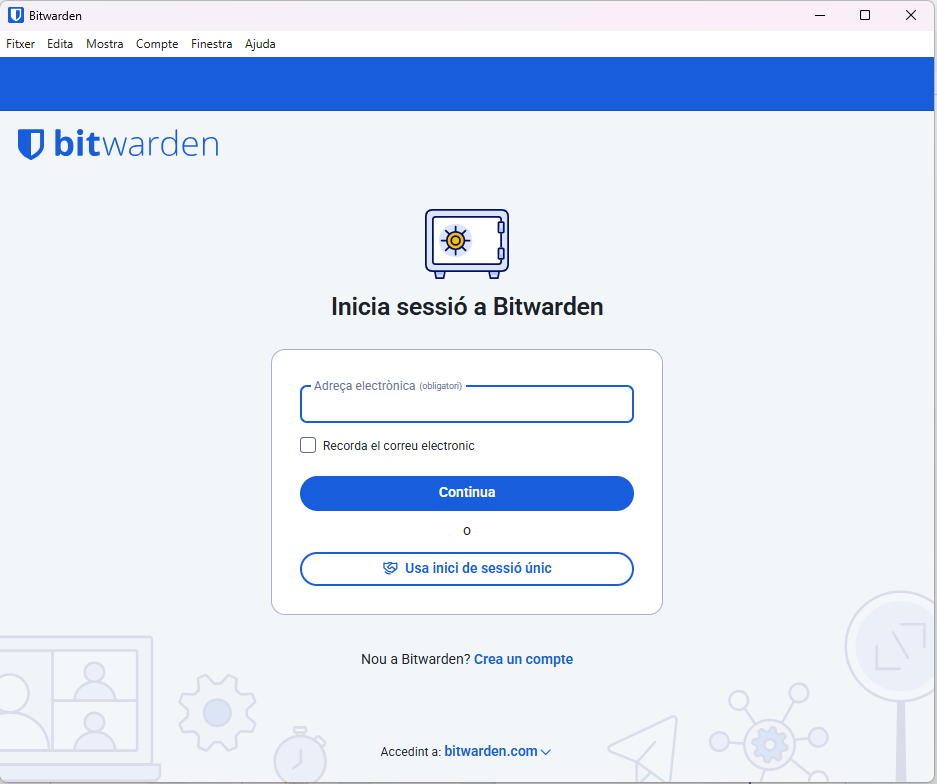 Bitwarden
Fitxer Edita Mostra Compte Finestra Ajuda
bitwarden
Inicia sessió a Bitwarden
Adreça electrònica (obligatori)
Recorda el correu electronic
Continua
o
Usa inici de sessió únic
Nou a Bitwarden? Crea un compte
Accedint a: bitwarden.com